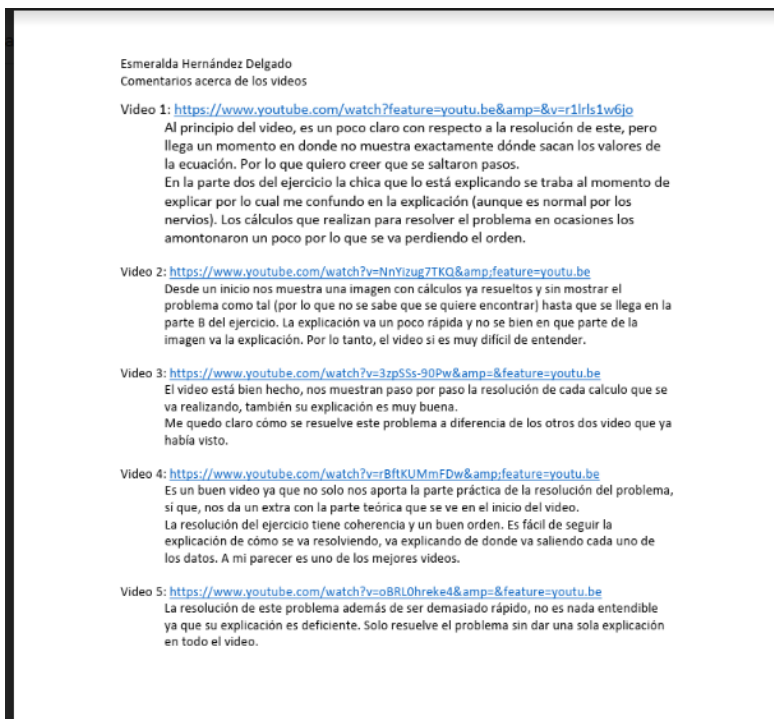 Esmeralda Hernández Delgado
Comentarios acerca de los videos
Video 1: https://www.youtube.com/watch?feature=youtu.be&amp=&v=r1lrls1w6jo
Al principio del video, es un poco claro con respecto a la resolución de este, pero
llega un momento en donde no muestra exactamente dónde sacan los valores de
la ecuación. Por lo que quiero creer que se saltaron pasos.
En la parte dos del ejercicio la chica que lo está explicando se traba al momento de
explicar por lo cual me confundo en la explicación (aunque es normal por los
nervios). Los cálculos que realizan para resolver el problema en ocasiones los
amontonaron un poco por lo que se va perdiendo el orden.
Video 2: https://www.youtube.com/watch?v=NnYizug7TKQ&amp;feature=youtu.be
Desde un inicio nos muestra una imagen con cálculos ya resueltos y sin mostrar el
problema como tal (por lo que no se sabe que se quiere encontrar) hasta que se llega en la
parte B del ejercicio. La explicación va un poco rápida y no se bien en que parte de la
imagen va la explicación. Por lo tanto, el video si es muy difícil de entender.
Video 3: https://www.youtube.com/watch?v=3zpSSs-90Pw&amp=&feature=youtu.be
El video está bien hecho, nos muestran paso por paso la resolución de cada calculo que se
va realizando, también su explicación es muy buena.
Me quedo claro cómo se resuelve este problema a diferencia de los otros dos video que ya
había visto.
Video 4: https://www.youtube.com/watch?v=rBftKUMmFDw&amp;feature=youtu.be
Es un buen video ya que no solo nos aporta la parte práctica de la resolución del problema,
sí que, nos da un extra con la parte teórica que se ve en el inicio del video.
La resolución del ejercicio tiene coherencia y un buen orden. Es fácil de seguir la
explicación de cómo se va resolviendo, va explicando de donde va saliendo cada uno de
los datos. A mi parecer es uno de los mejores videos.
Video 5: https://www.youtube.com/watch?v=oBRL0hreke4&amp=&feature=youtu.be
La resolución de este problema además de ser demasiado rápido, no es nada entendible
ya que su explicación es deficiente. Solo resuelve el problema sin dar una sola explicación
en todo el video.